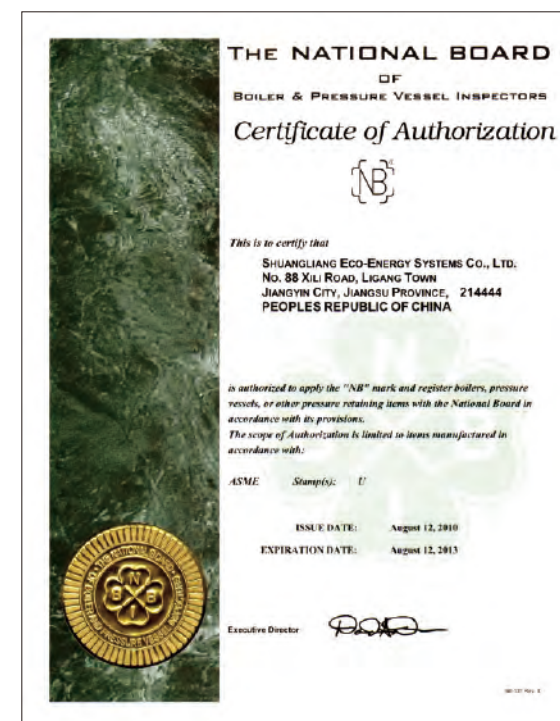 THE NATIONAL BOARD
OF
BOILER & PRESSURE VESSEL INSPECTORS
Certificate of Authorization
NB
This is to certify that
SHUANGLIANG ECO-ENERGY SYSTEMS CO., LTD.
NO. 88 XILI ROAD, LIGANG TOWN
JIANGYIN CITY, JIANGSU PROVINCE, 214444
PEOPLES REPUBLIC OF CHINA
is authorized to apply the "NB" mark and register boilers, pressure
vessels, or other pressure retaining items with the National Board in
accordance with its provisions.
The scope of Authorization is limited to items manufactured in
accordance with:
ASME Stamp(s): U
ISSUE DATE: August 12, 2010
EXPIRATION DATE: August 12, 2013
Executive Director
N
B B
I